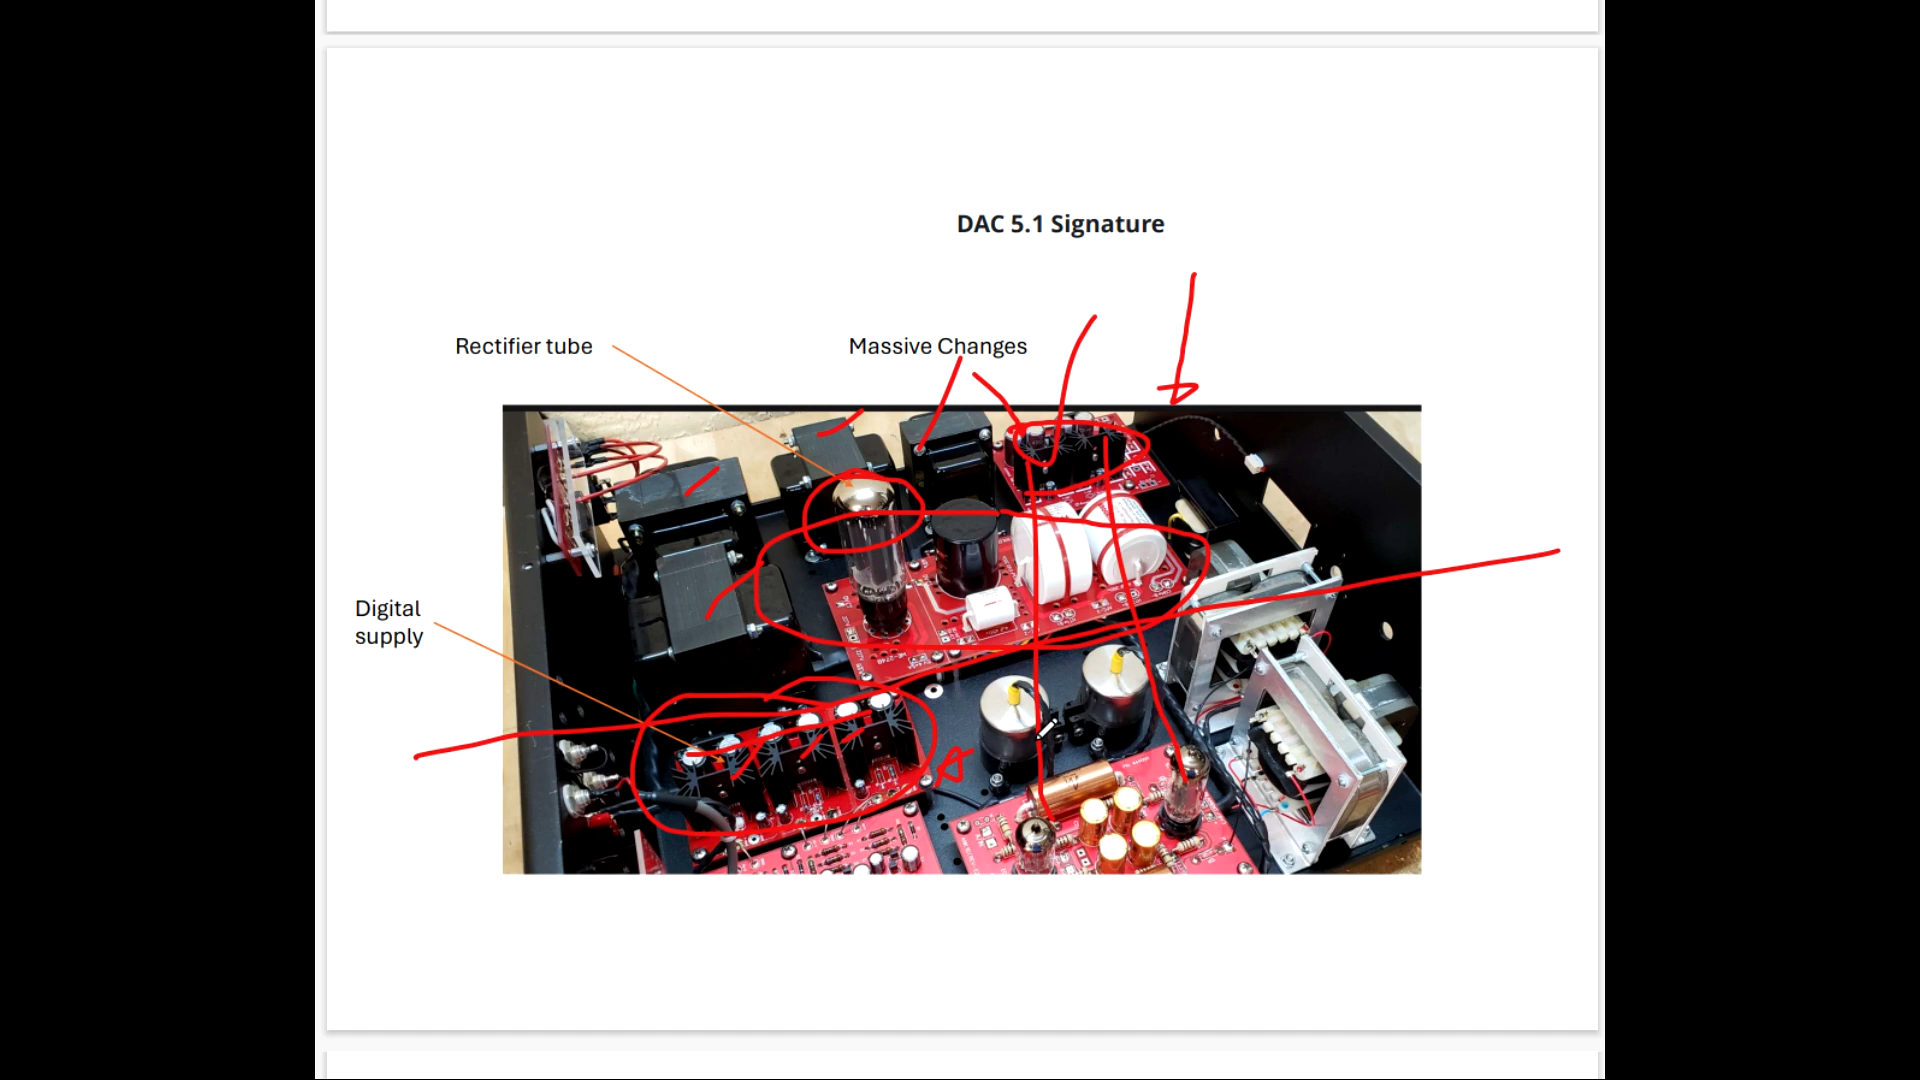 DAC 5.1 Signature
Rectifier tube
Massive Changes
Digital
supply